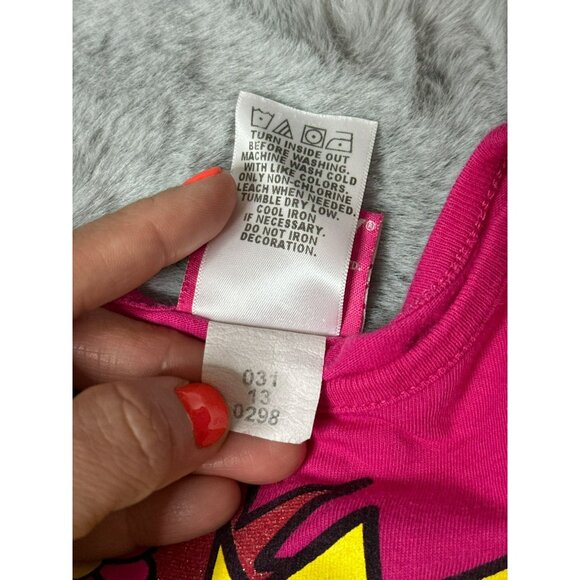 TURN INSIDE OUT
BEFORE WASHING.
MACHINE WASH COLD
WITH LIKE COLORS.
ONLY NON-CHLORINE
LEACH WHEN NEEDED.
TUMBLE DRY LOW.
COOL IRON
IF NECESSARY.
DO NOT IRON
DECORATION.
031
13
0298